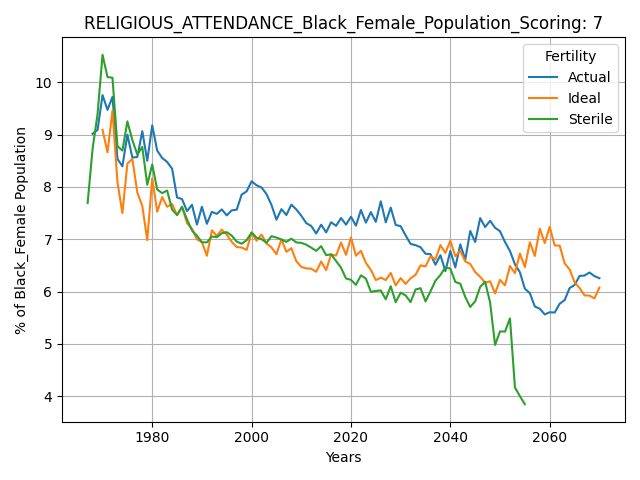 RELIGIOUS_ATTENDANCE_Black_Female_Population_Scoring: 7
Fertility
Actual
Ideal
Sterile
% of Black_Female Population
10
9
8
7
6
5
4
1980 2000 2020 2040 2060
Years